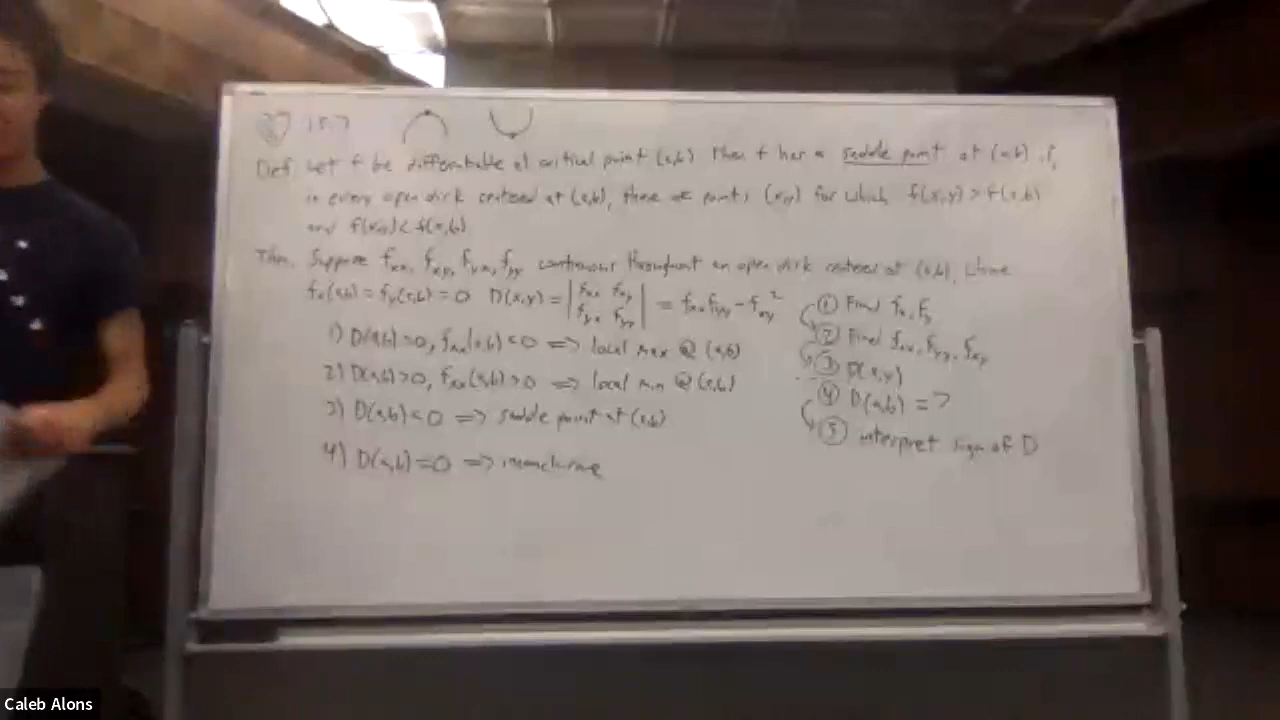 15.7
Def Let f be differentiable at critical point (a,b). Then f has a saddle point at (a,b) if,
in every open disk centered at (a,b), there are points (x,y) for which f(x,y) > f(a,b)
and f(x,y) < f(a,b).
Thm. Suppose fxx, fxy, fyx, fyy continuous throughout an open disk centered at (a,b), where
fx(a,b) = fy(a,b) = 0 D(x,y) = | fxx fxy
fyx fyy | = fxx fyy - fxy²
1) D(a,b) > 0, fxx(a,b) < 0 => local max @ (a,b)
2) D(a,b) > 0, fxx(a,b) > 0 => local min @ (a,b)
3) D(a,b) < 0 => saddle point at (a,b)
4) D(a,b) = 0 => inconclusive
① Find fx, fy
② Find fxx, fyy, fxy
③ D(x,y)
④ D(a,b) = ?
⑤ interpret sign of D
Caleb Alons